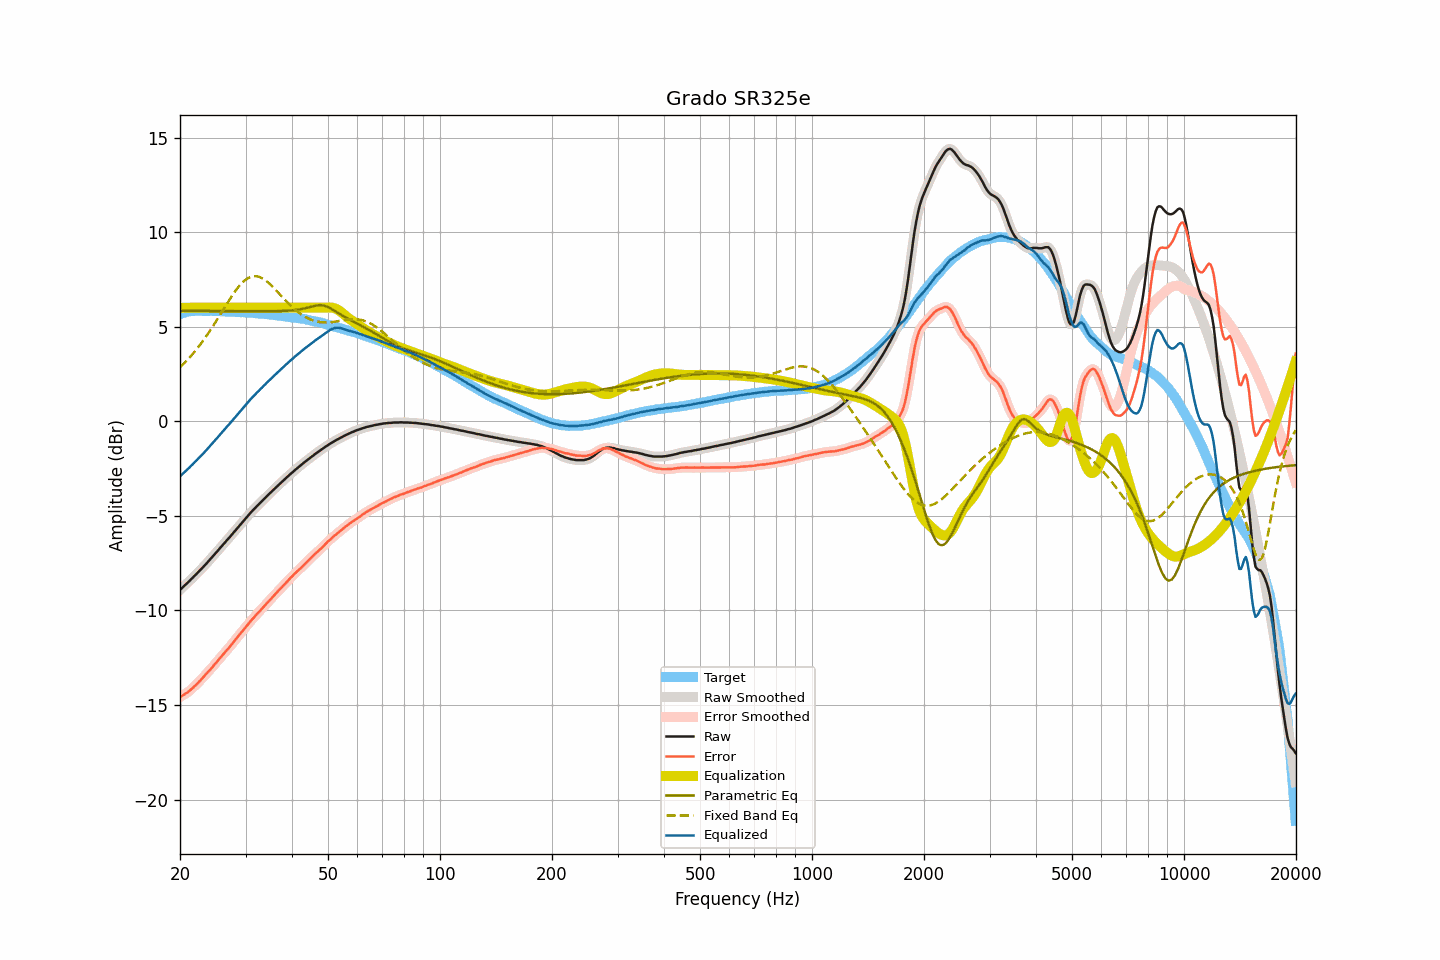 Grado SR325e
15
10
5
0
−5
−10
−15
−20
Amplitude (dBr)
Target
Raw Smoothed
Error Smoothed
Raw
Error
Equalization
Parametric Eq
Fixed Band Eq
Equalized
20 50 100 200 500 1000 2000 5000 10000 20000
Frequency (Hz)